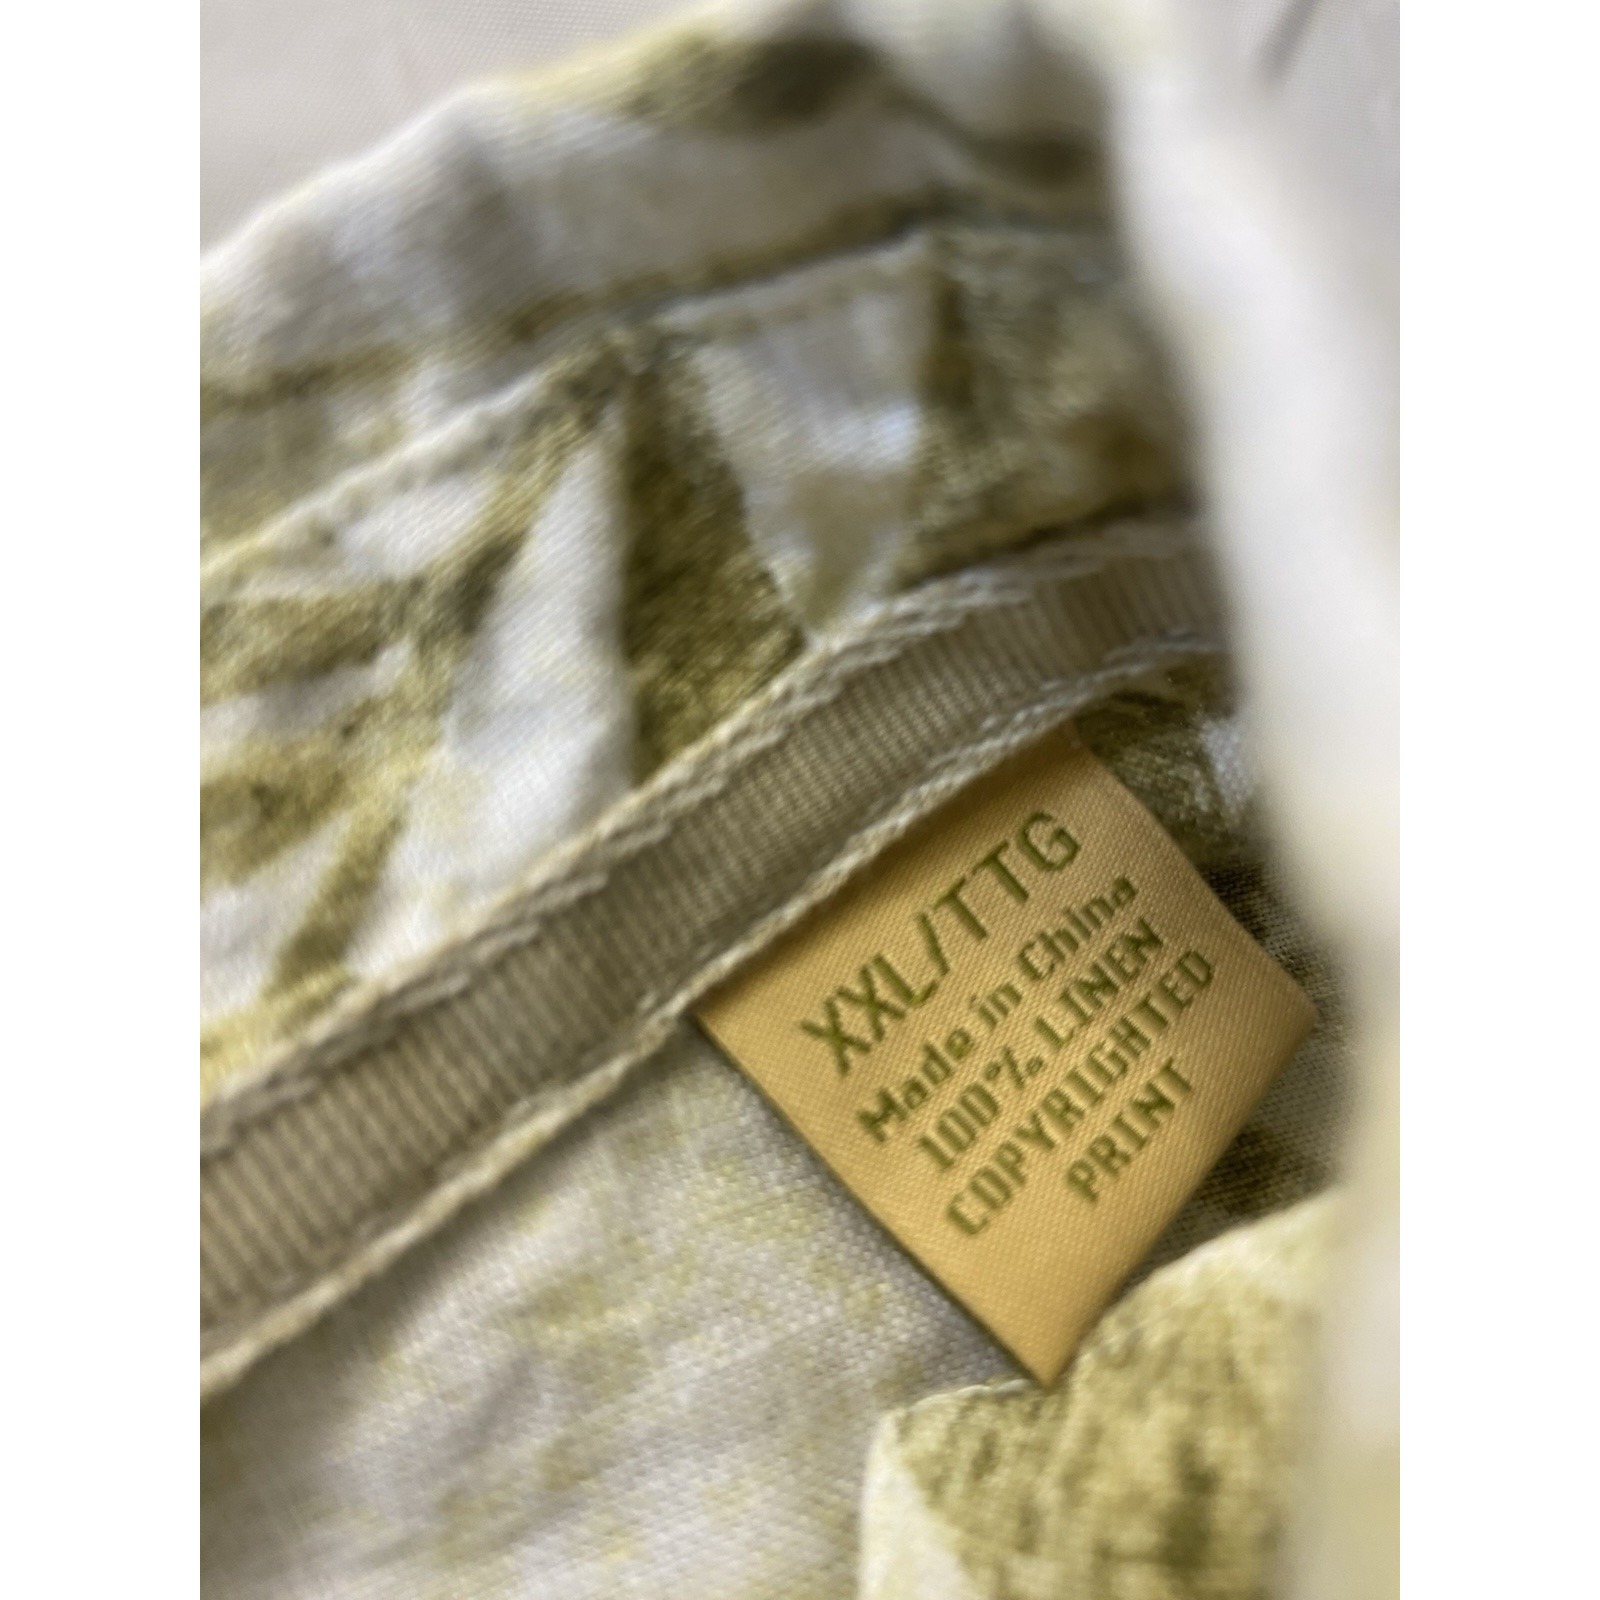 XXL/TTG
Made in China
100% LINEN
COPYRIGHTED
PRINT